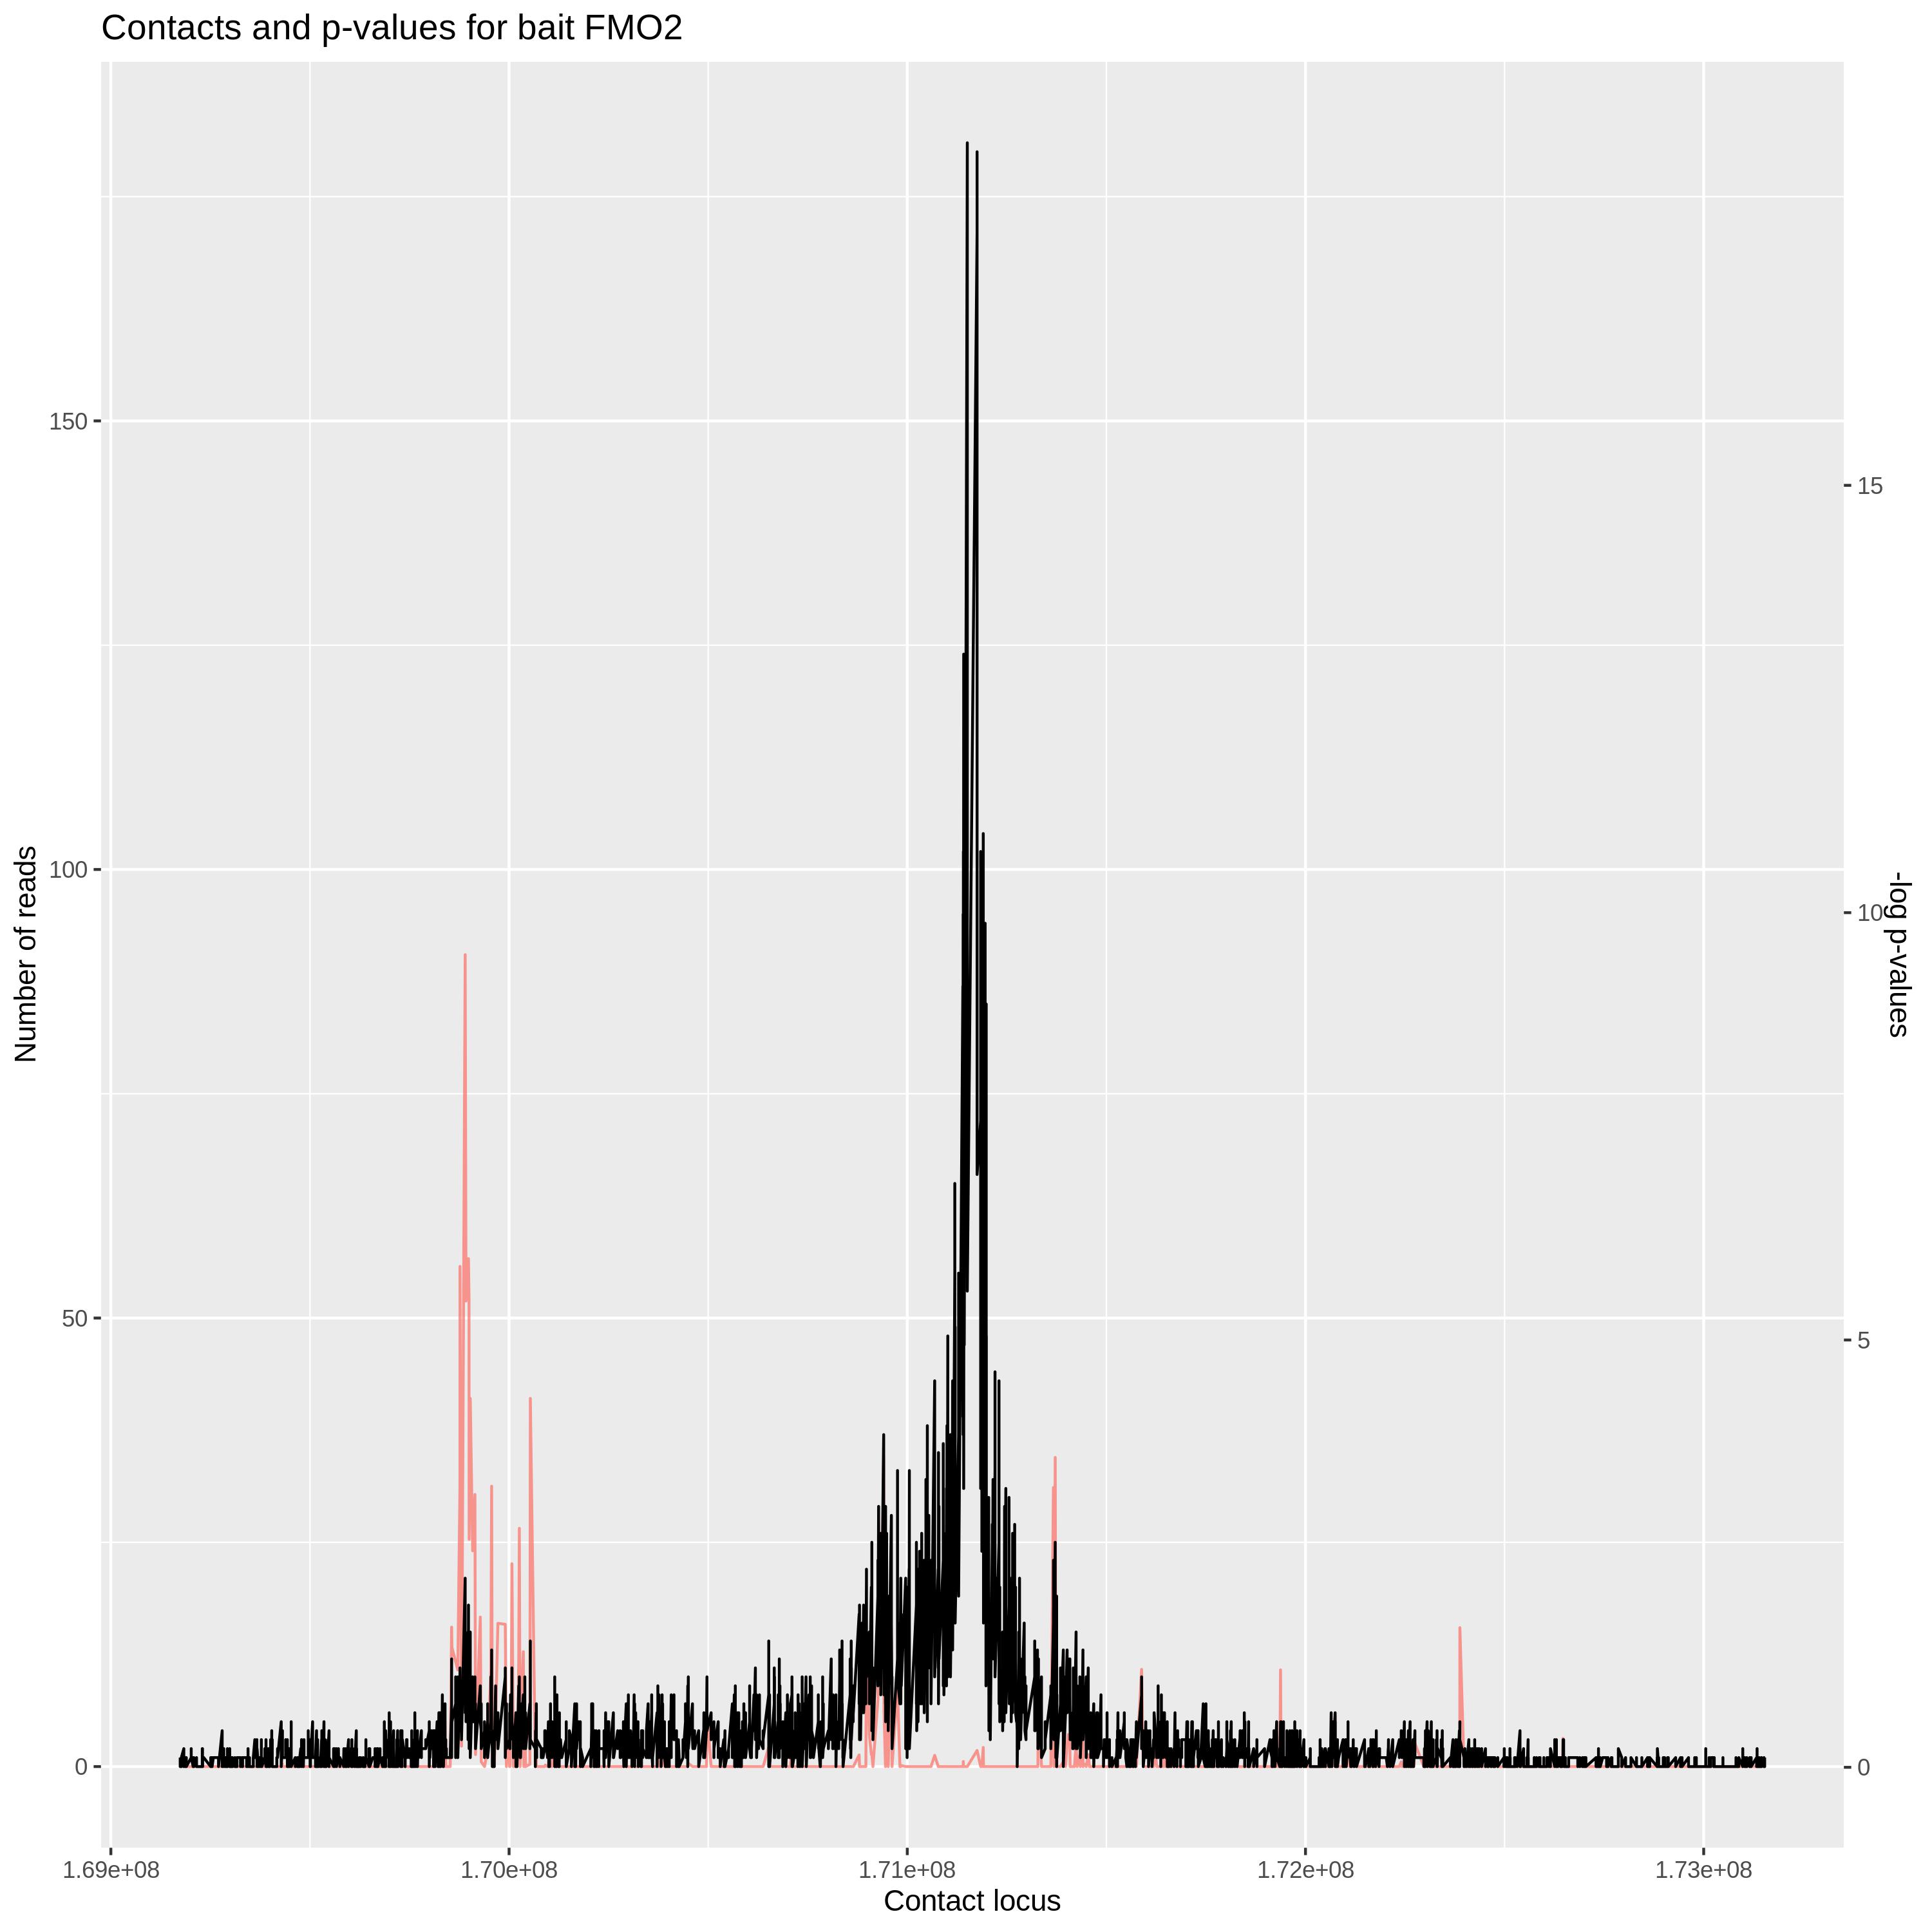 Contacts and p-values for bait FMO2
Number of reads
150
100
50
0
15
10
5
0
-log p-values
1.69e+08
1.70e+08
1.71e+08
1.72e+08
1.73e+08
Contact locus